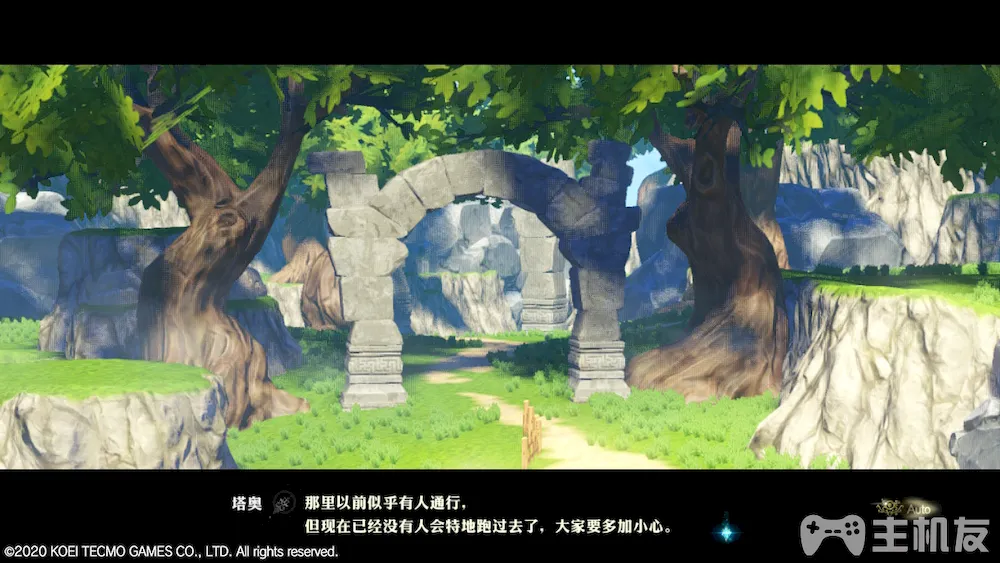 塔奥
那里以前似乎有人通行，
但现在已经没有人会特地跑过去了，大家要多加小心。
Auto
主机友
©2020 KOEI TECMO GAMES CO., LTD. All rights reserved.